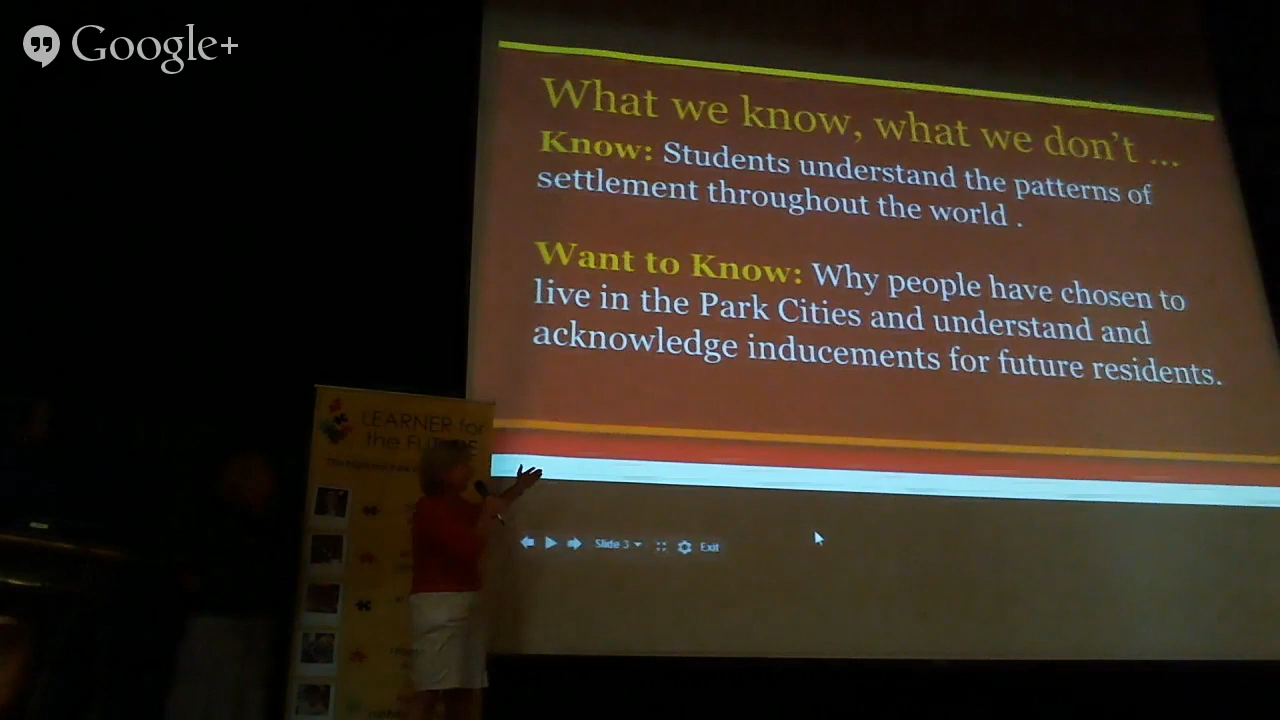 Google+
What we know, what we don't ...
Know: Students understand the patterns of
settlement throughout the world .
Want to Know: Why people have chosen to
live in the Park Cities and understand and
acknowledge inducements for future residents.
LEARNER for
the FUTURE
Slide 3
Exit